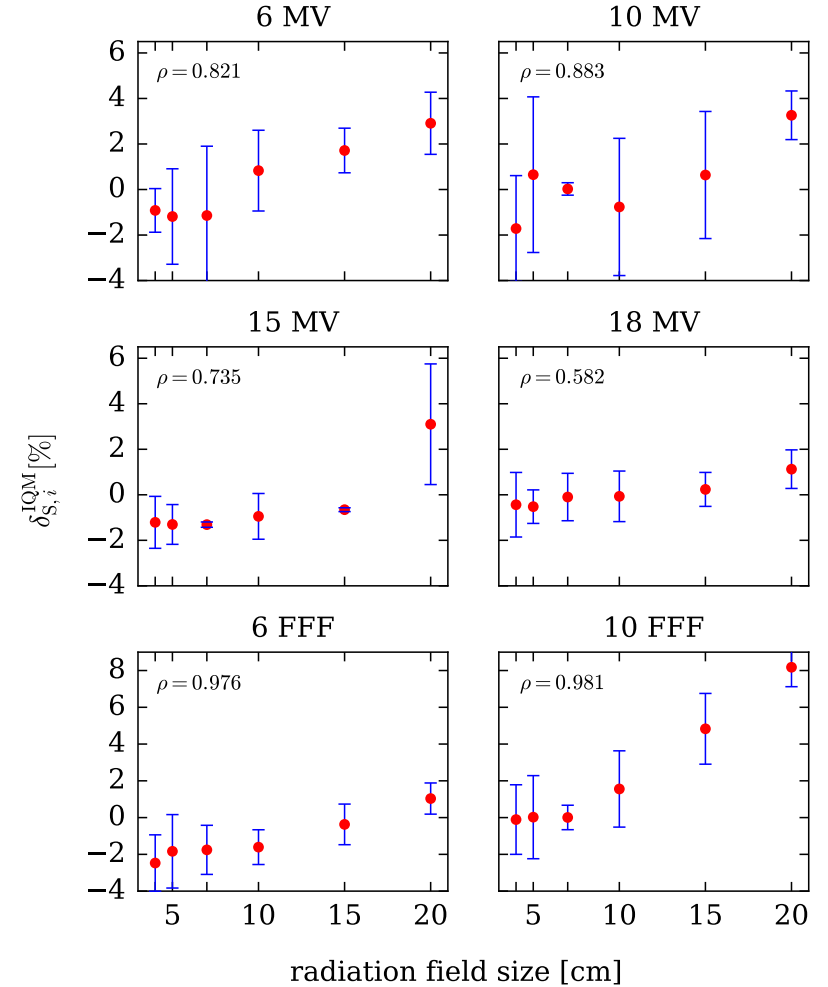 6 MV 10 MV
6
4
2
0
−2
−4
ρ = 0.821
ρ = 0.883
15 MV 18 MV
6
4
2
0
−2
−4
ρ = 0.735
ρ = 0.582
6 FFF 10 FFF
8
6
4
2
0
−2
−4
ρ = 0.976
ρ = 0.981
5 10 15 20
5 10 15 20
δ_{S,i}^{IQM}[%]
radiation field size [cm]